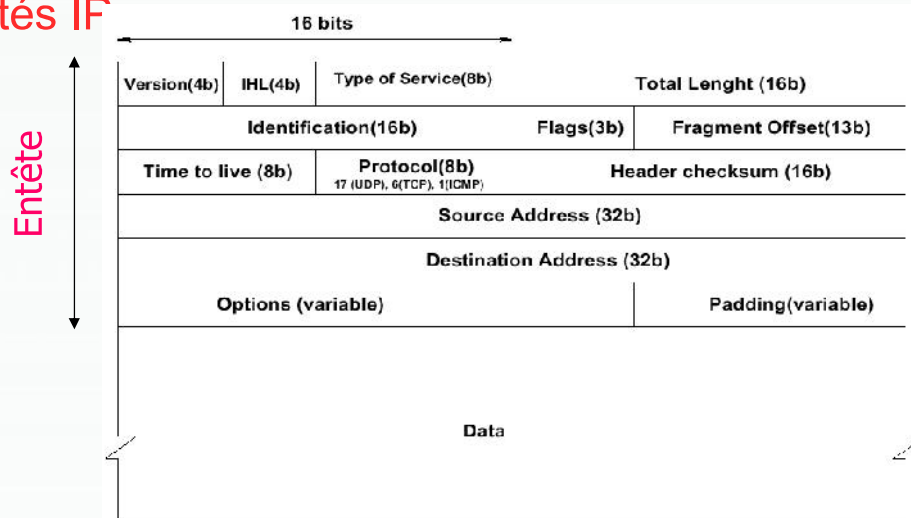 tés IP
16 bits
Version(4b) IHL(4b) Type of Service(8b) Total Lenght (16b)
Identification(16b) Flags(3b) Fragment Offset(13b)
Time to live (8b) Protocol(8b) Header checksum (16b)
17 (UDP), 6(TCP), 1(ICMP)
Source Address (32b)
Destination Address (32b)
Options (variable) Padding(variable)
Data
Entête